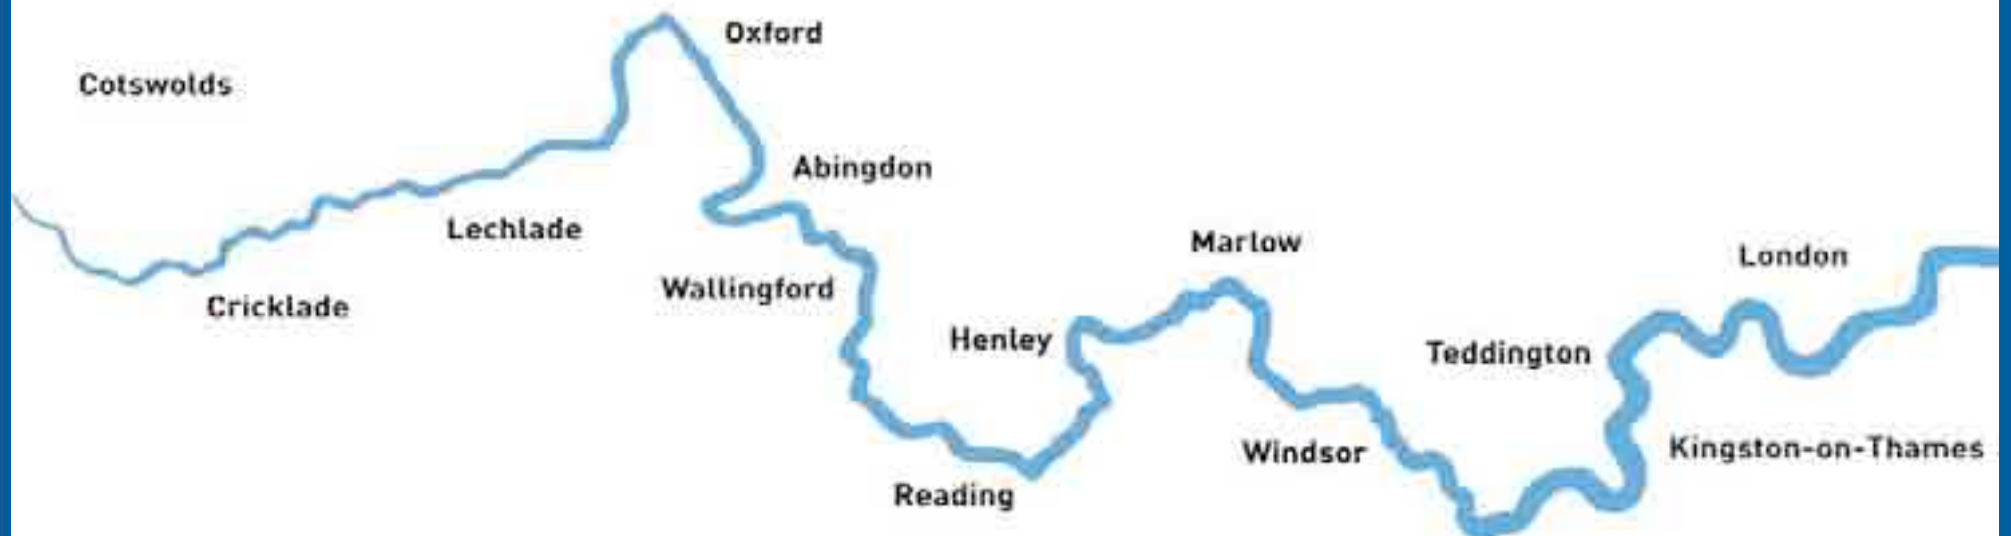 Oxford
Cotswolds
Abingdon
Lechlade
Marlow
London
Wallingford
Cricklade
Henley
Teddington
Windsor
Kingston-on-Thames
Reading